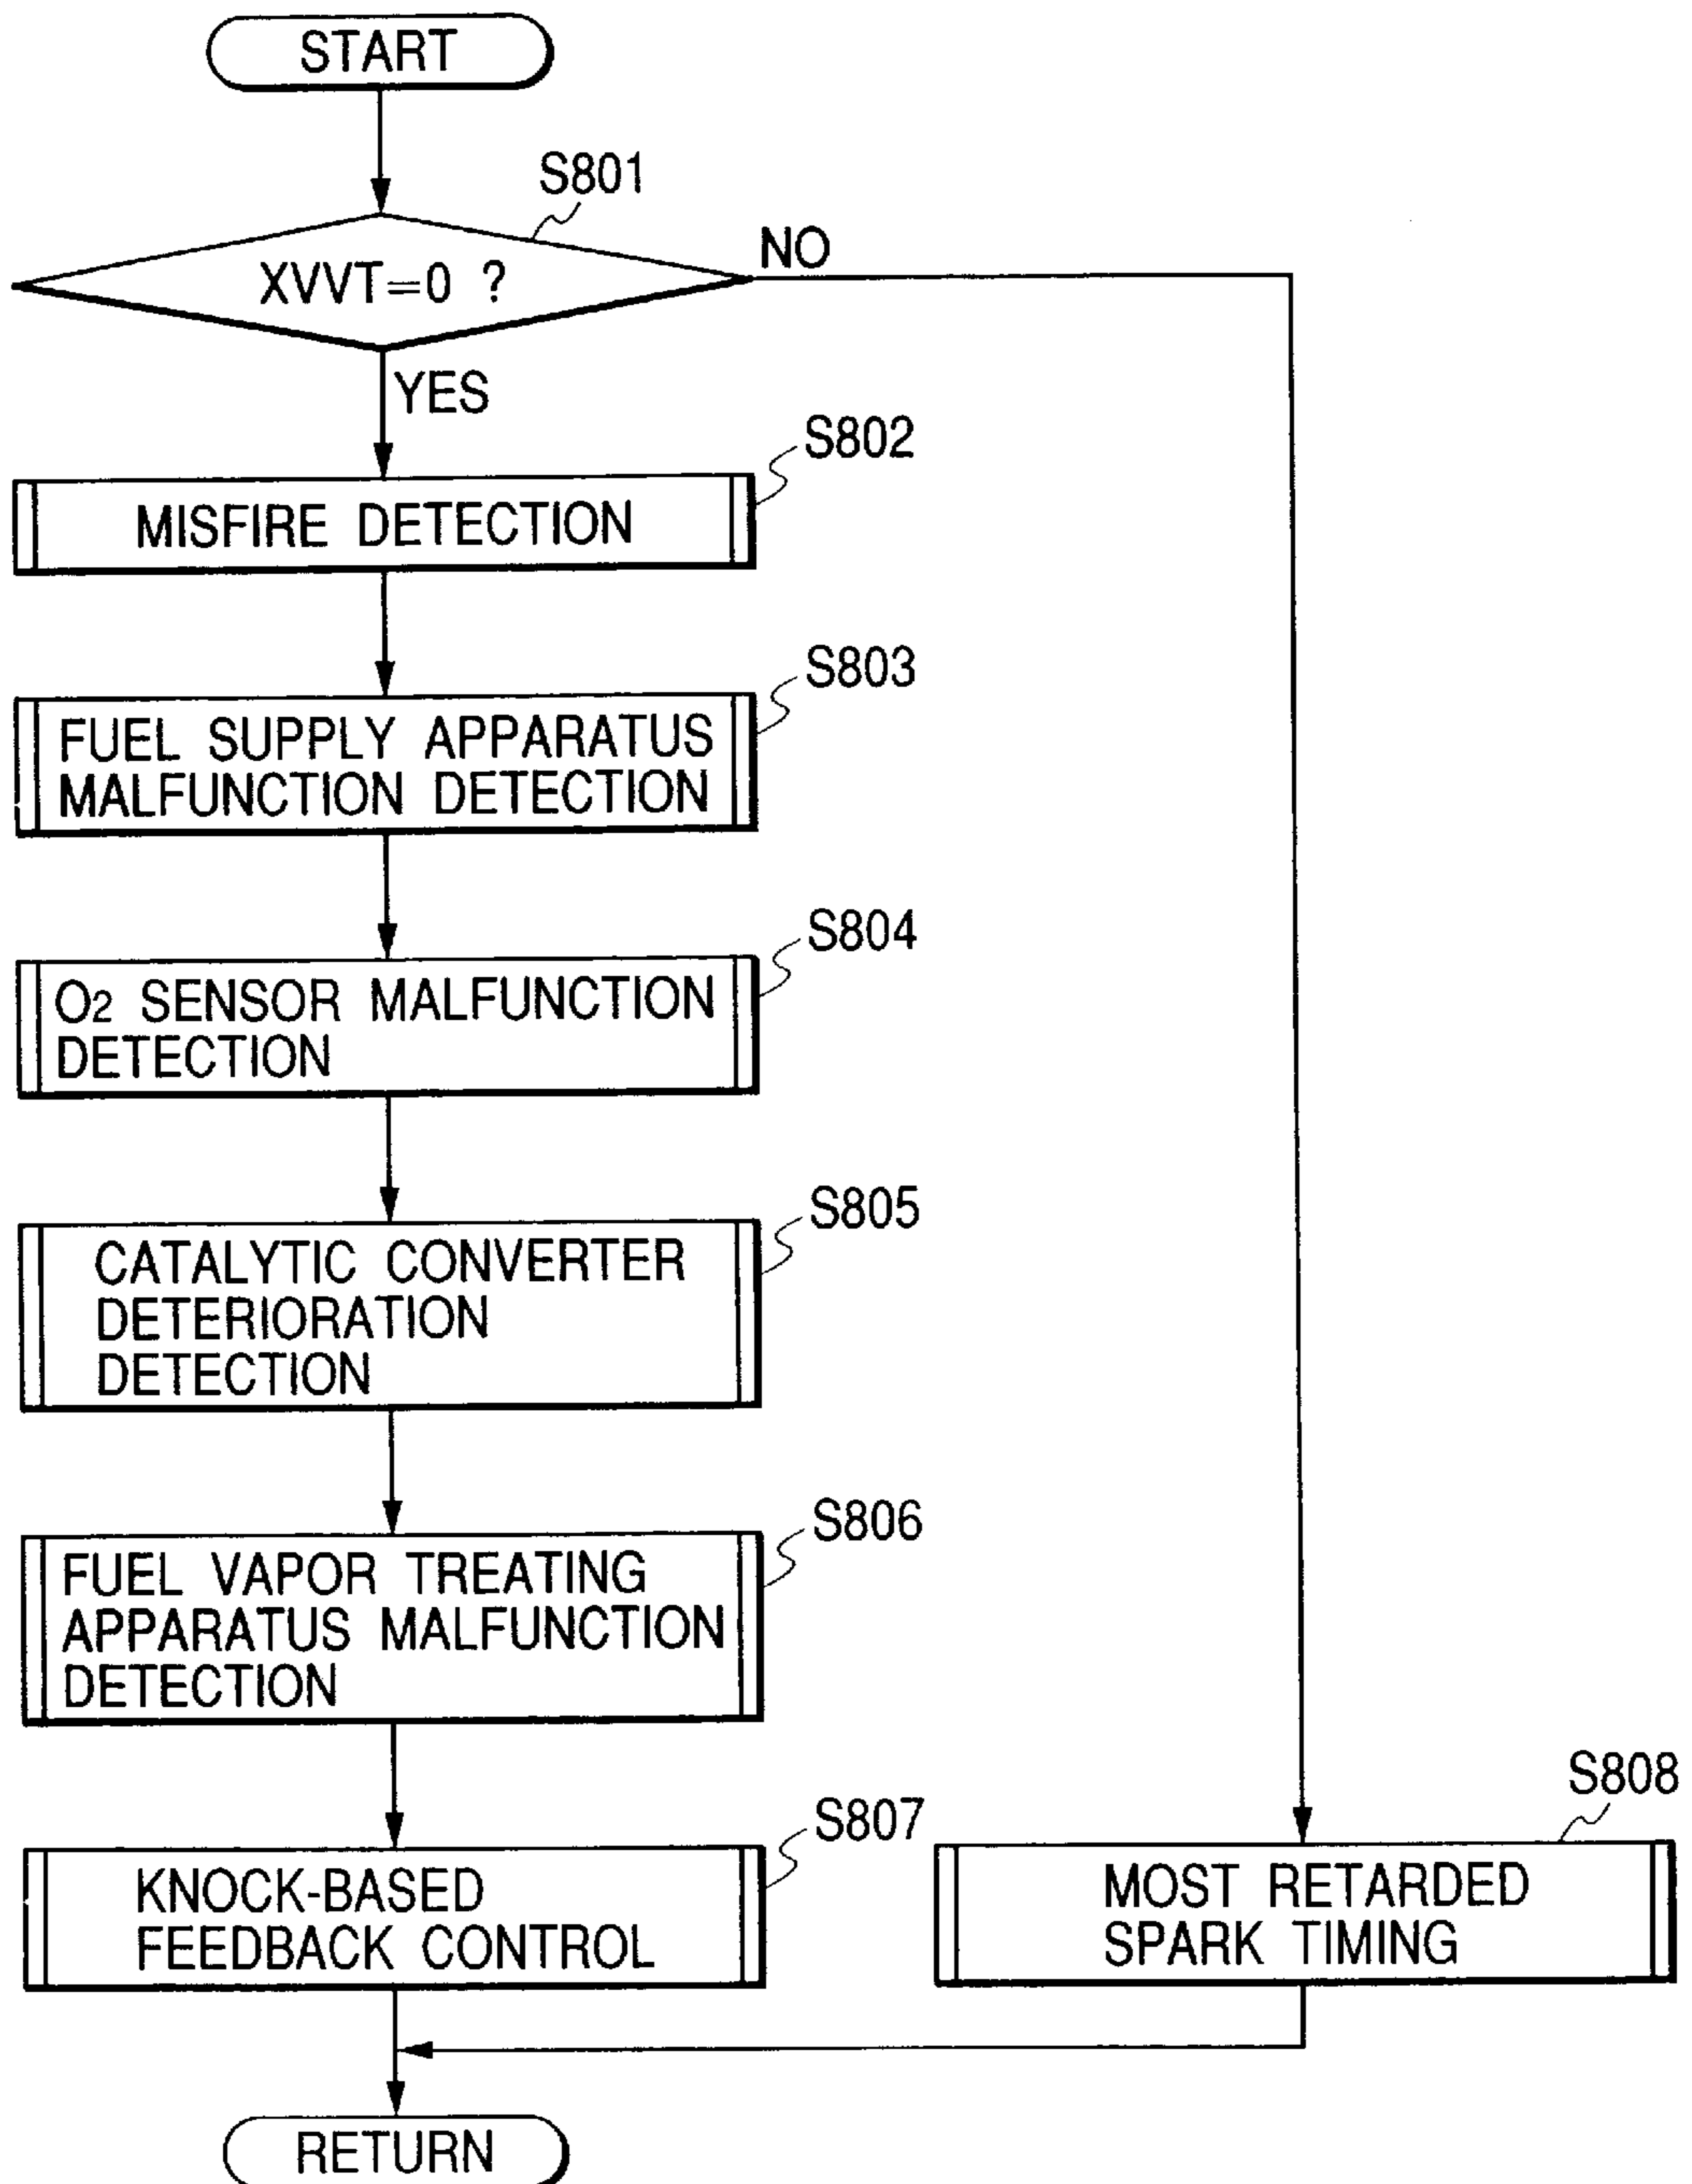 START
S801
XVVT=0 ?
NO
YES
S802
MISFIRE DETECTION
S803
FUEL SUPPLY APPARATUS
MALFUNCTION DETECTION
S804
O2 SENSOR MALFUNCTION
DETECTION
S805
CATALYTIC CONVERTER
DETERIORATION
DETECTION
S806
FUEL VAPOR TREATING
APPARATUS MALFUNCTION
DETECTION
S807
KNOCK-BASED
FEEDBACK CONTROL
S808
MOST RETARDED
SPARK TIMING
RETURN